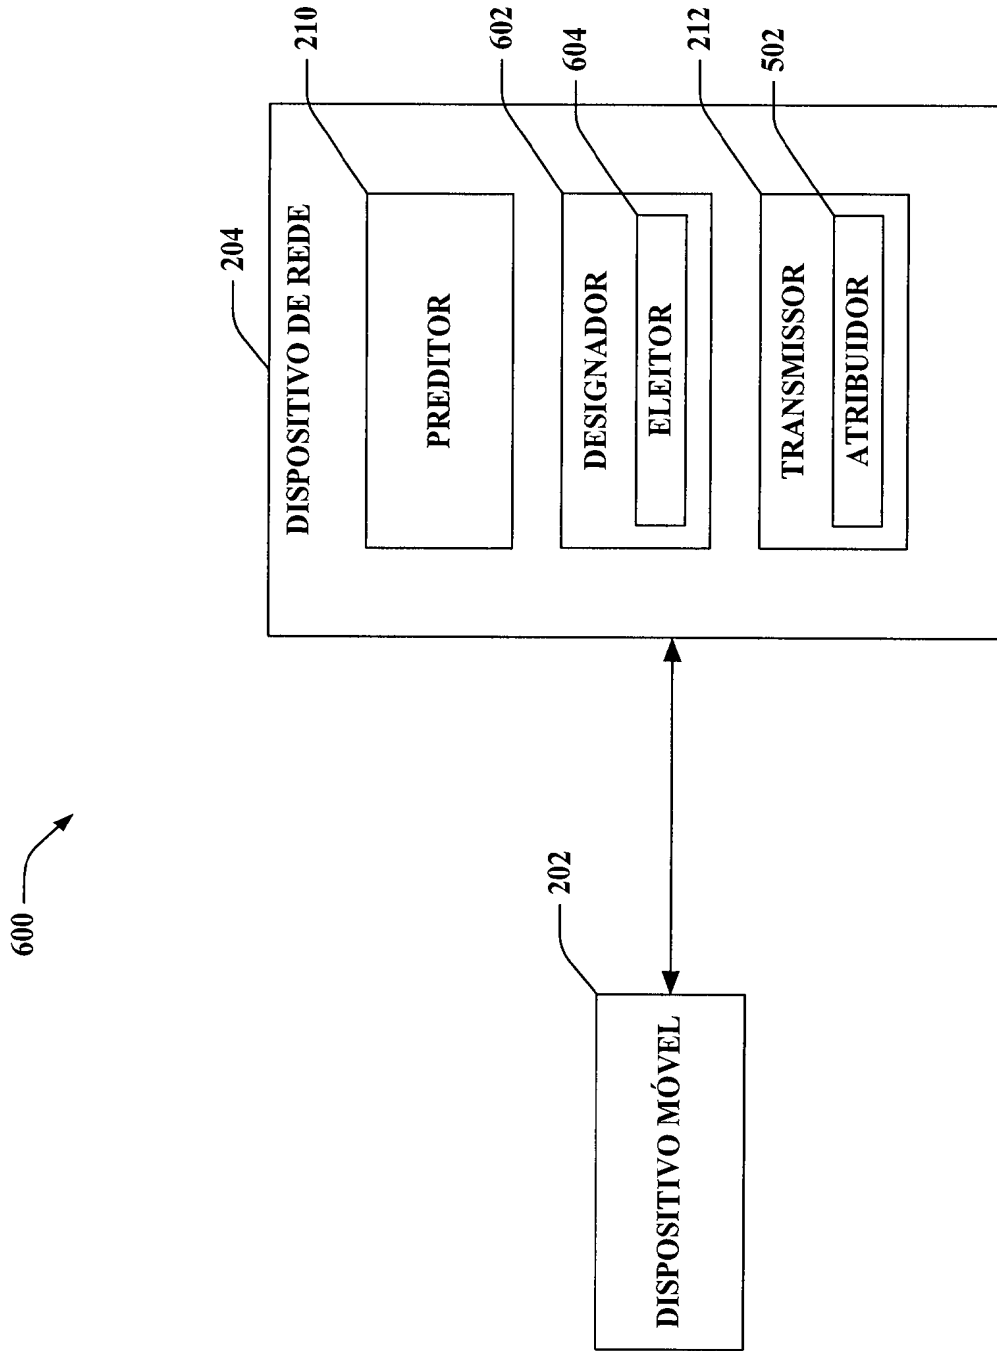 600
202
DISPOSITIVO MÓVEL
204
DISPOSITIVO DE REDE
210
PREDITOR
602
DESIGNADOR
604
ELEITOR
212
TRANSMISSOR
502
ATRIBUIDOR